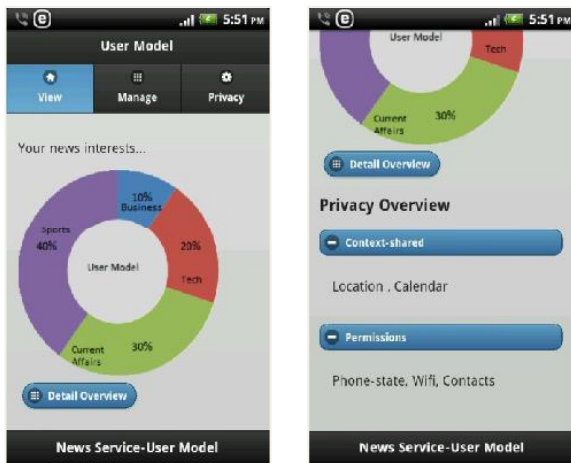 5:51 PM
User Model
View
Manage
Privacy
Your news interests...
10%
Business
Sports
40%
20%
User Model
Tech
Current
Affairs
30%
Detail Overview
News Service-User Model
5:51 PM
User Model
Tech
Current
Affairs
30%
Detail Overview
Privacy Overview
Context-shared
Location , Calendar
Permissions
Phone-state, Wifi, Contacts
News Service-User Model